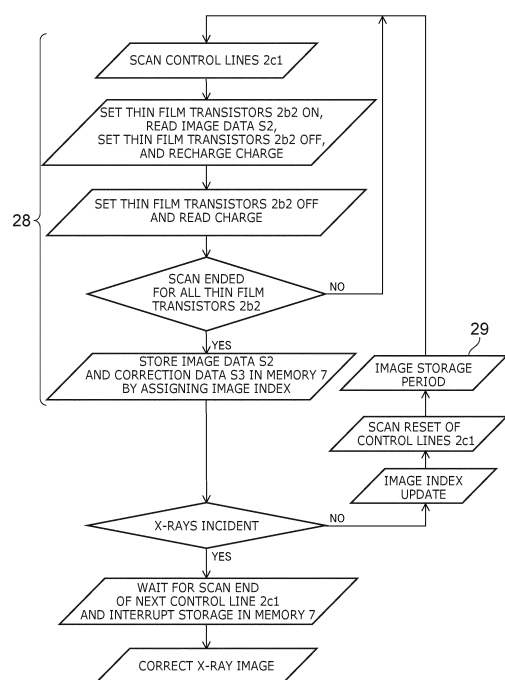 SCAN CONTROL LINES 2c1
SET THIN FILM TRANSISTORS 2b2 ON,
READ IMAGE DATA S2,
SET THIN FILM TRANSISTORS 2b2 OFF,
AND RECHARGE CHARGE
28
SET THIN FILM TRANSISTORS 2b2 OFF
AND READ CHARGE
SCAN ENDED
FOR ALL THIN FILM
TRANSISTORS 2b2
NO
YES
STORE IMAGE DATA S2
AND CORRECTION DATA S3 IN MEMORY 7
BY ASSIGNING IMAGE INDEX
29
IMAGE STORAGE
PERIOD
SCAN RESET OF
CONTROL LINES 2c1
IMAGE INDEX
UPDATE
X-RAYS INCIDENT
NO
YES
WAIT FOR SCAN END
OF NEXT CONTROL LINE 2c1
AND INTERRUPT STORAGE IN MEMORY 7
CORRECT X-RAY IMAGE